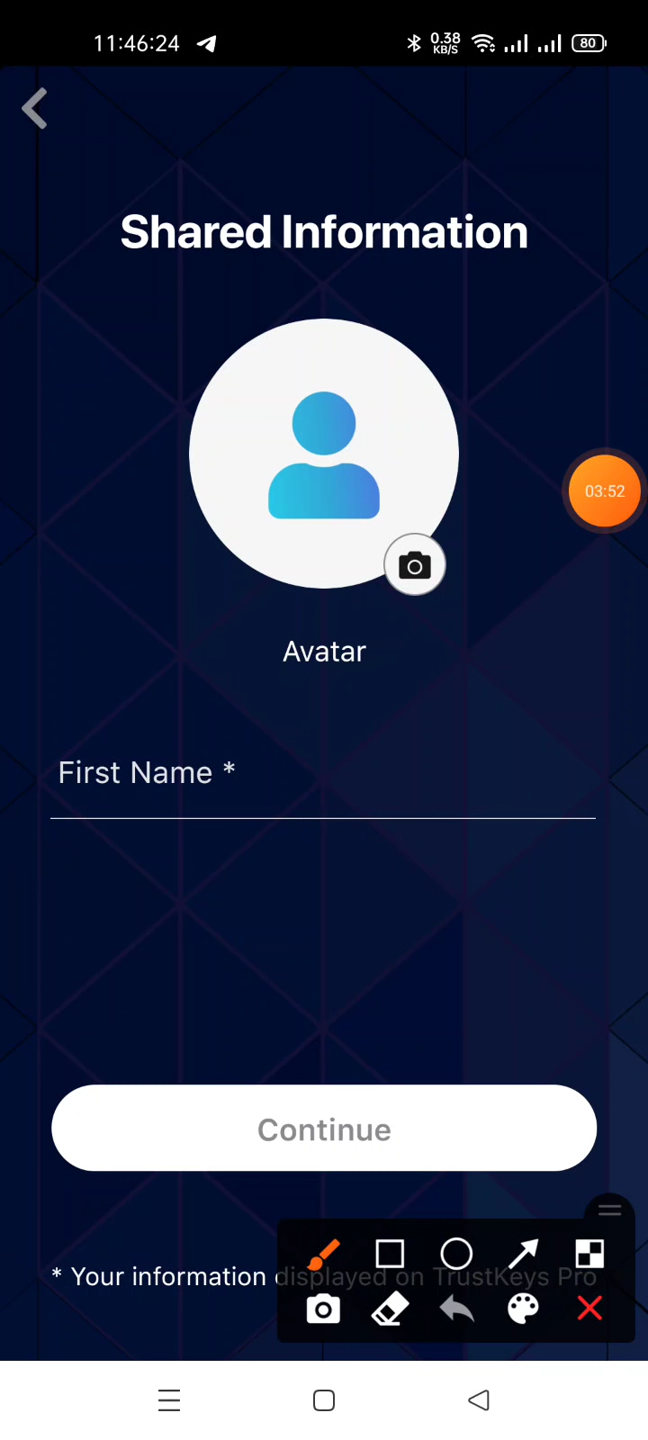 11:46:24
0.38
KB/S
80
Shared Information
03:52
Avatar
First Name *
Continue
* Your information displayed on TrustKeys Pro